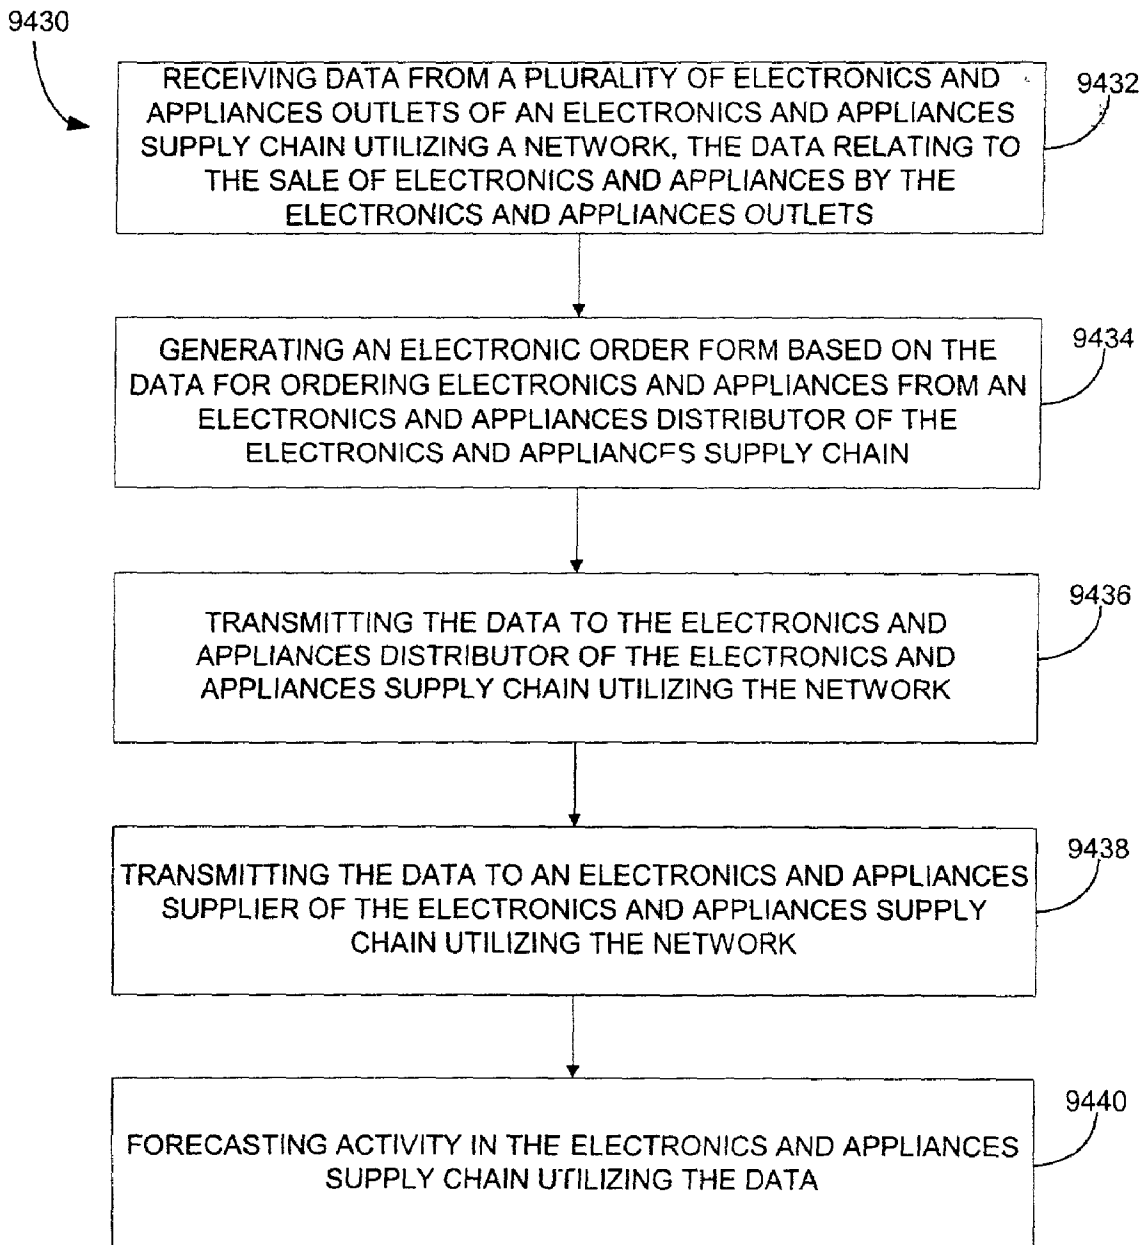 9430
RECEIVING DATA FROM A PLURALITY OF ELECTRONICS AND
APPLIANCES OUTLETS OF AN ELECTRONICS AND APPLIANCES
SUPPLY CHAIN UTILIZING A NETWORK, THE DATA RELATING TO
THE SALE OF ELECTRONICS AND APPLIANCES BY THE
ELECTRONICS AND APPLIANCES OUTLETS
9432
GENERATING AN ELECTRONIC ORDER FORM BASED ON THE
DATA FOR ORDERING ELECTRONICS AND APPLIANCES FROM AN
ELECTRONICS AND APPLIANCES DISTRIBUTOR OF THE
ELECTRONICS AND APPLIANCES SUPPLY CHAIN
9434
TRANSMITTING THE DATA TO THE ELECTRONICS AND
APPLIANCES DISTRIBUTOR OF THE ELECTRONICS AND
APPLIANCES SUPPLY CHAIN UTILIZING THE NETWORK
9436
TRANSMITTING THE DATA TO AN ELECTRONICS AND APPLIANCES
SUPPLIER OF THE ELECTRONICS AND APPLIANCES SUPPLY
CHAIN UTILIZING THE NETWORK
9438
FORECASTING ACTIVITY IN THE ELECTRONICS AND APPLIANCES
SUPPLY CHAIN UTILIZING THE DATA
9440